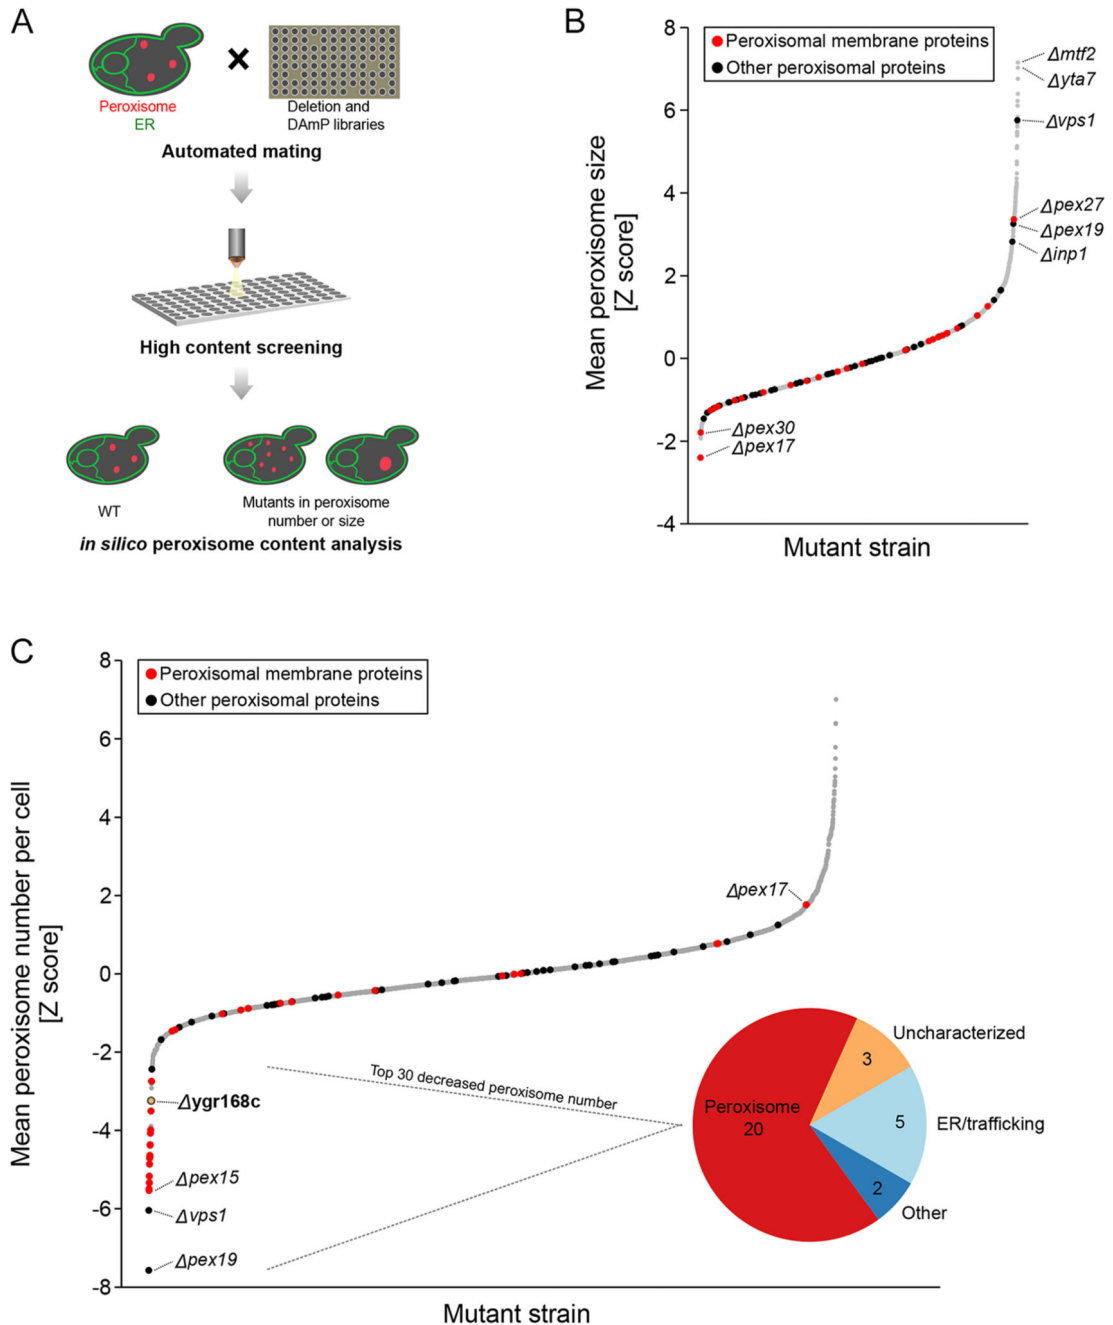 A
Peroxisome
ER
Deletion and
DAmP libraries
Automated mating
High content screening
WT
Mutants in peroxisome
number or size
in silico peroxisome content analysis
B
Mean peroxisome size
[Z score]
8
6
4
2
0
-2
-4
Peroxisomal membrane proteins
Other peroxisomal proteins
Δmtf2
Δyta7
Δvps1
Δpex27
Δpex19
Δinp1
Δpex30
Δpex17
Mutant strain
C
Mean peroxisome number per cell
[Z score]
8
6
4
2
0
-2
-4
-6
-8
Peroxisomal membrane proteins
Other peroxisomal proteins
Δpex17
Δygr168c
Δpex15
Δvps1
Δpex19
Top 30 decreased peroxisome number
Peroxisome
20
Uncharacterized
3
5
ER/trafficking
2
Other
Mutant strain